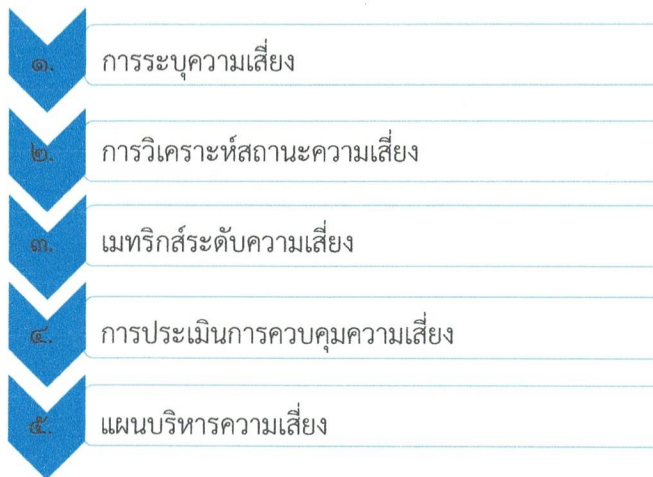 ๑. การระบุความเสี่ยง
๒. การวิเคราะห์สถานะความเสี่ยง
๓. เมทริกส์ระดับความเสี่ยง
๔. การประเมินการควบคุมความเสี่ยง
๕. แผนบริหารความเสี่ยง